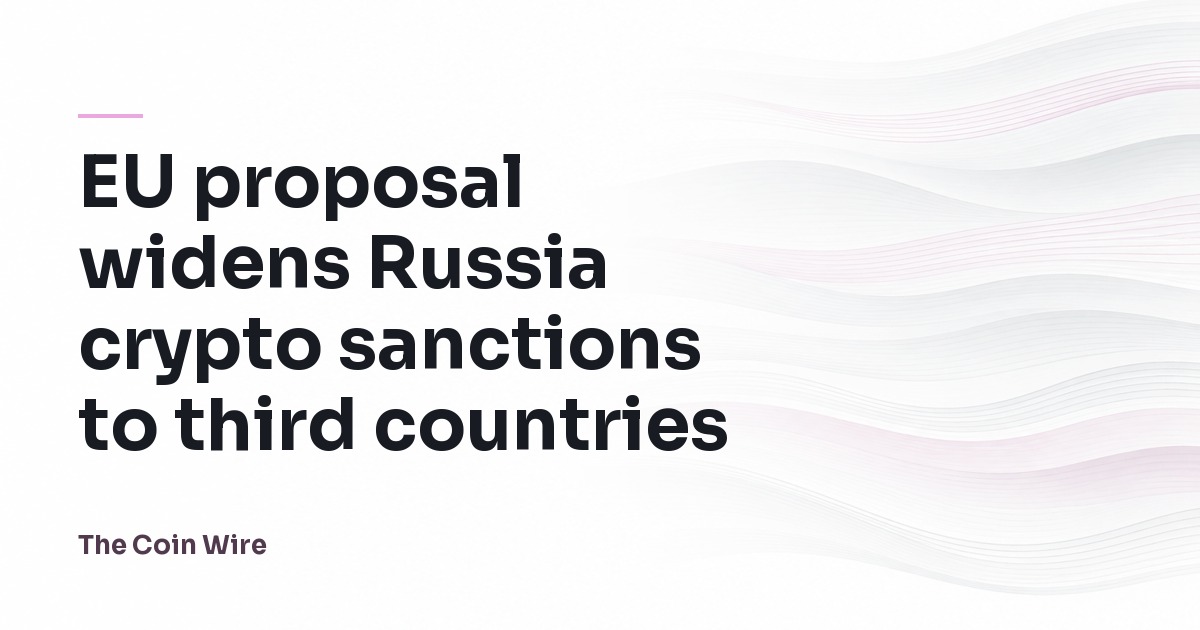 EU proposal
widens Russia
crypto sanctions
to third countries
The Coin Wire